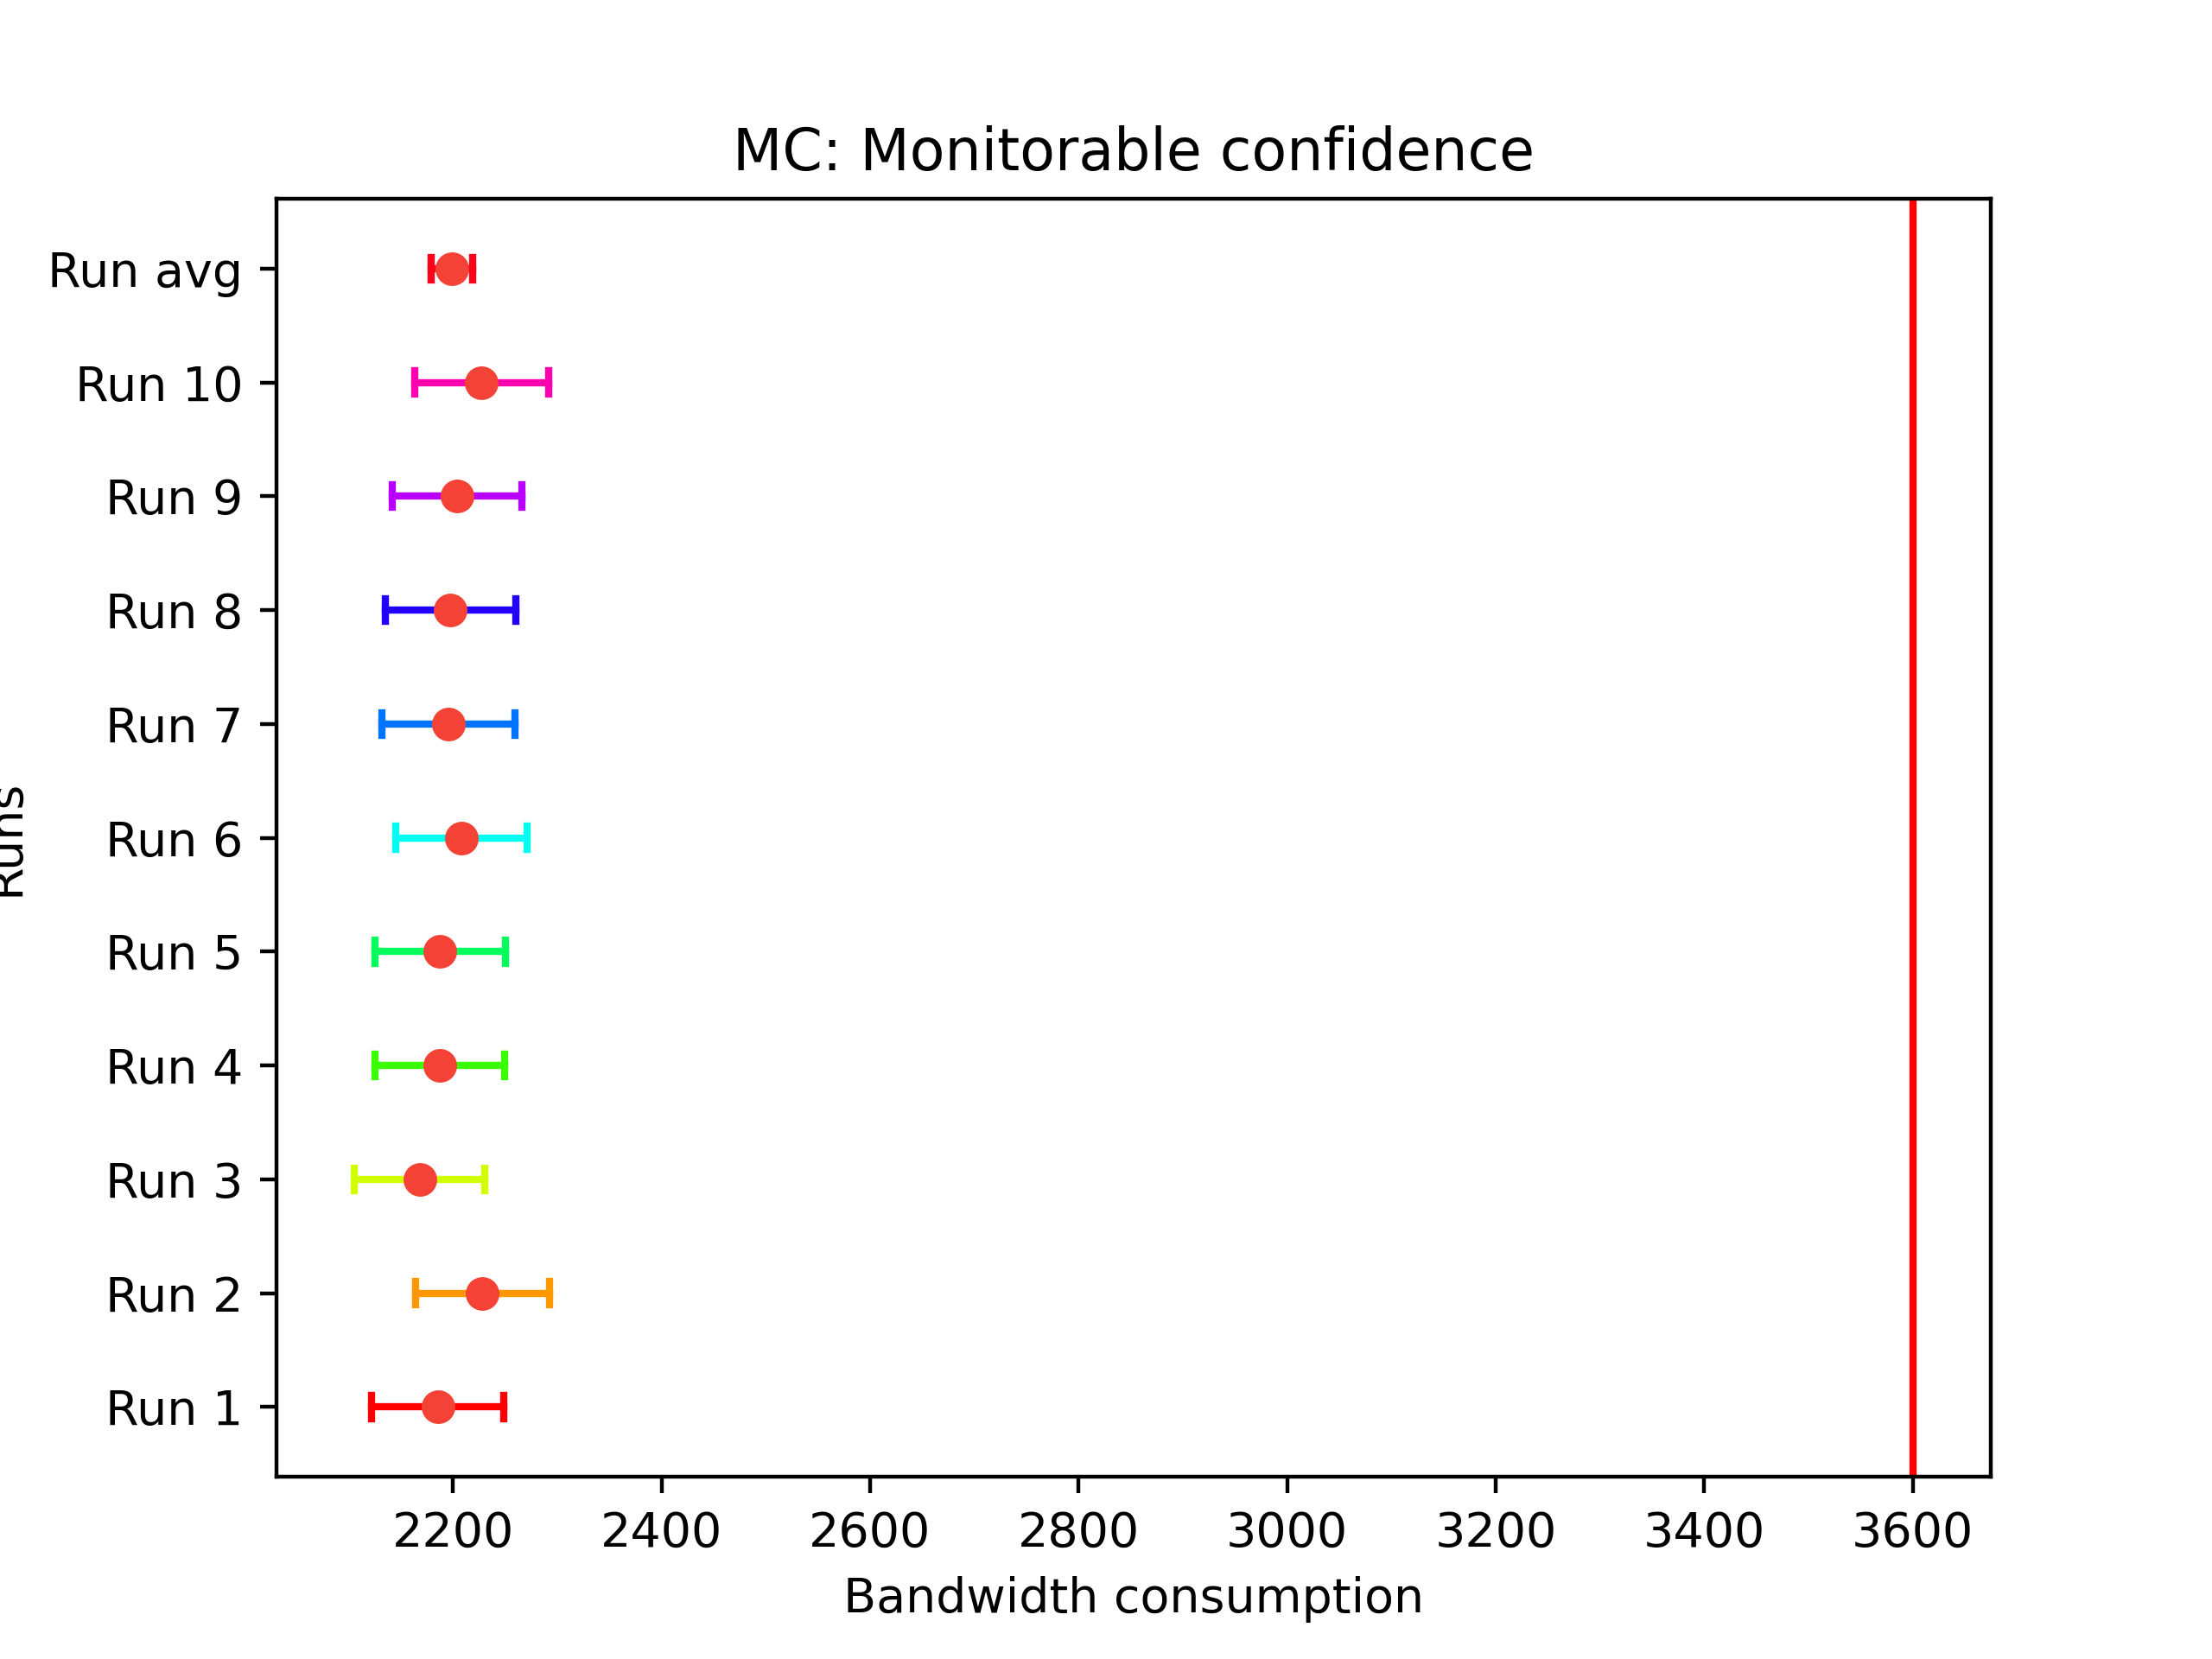 MC: Monitorable confidence
Run avg
Run 10
Run 9
Run 8
Run 7
Run 6
Run 5
Run 4
Run 3
Run 2
Run 1
Runs
2200 2400 2600 2800 3000 3200 3400 3600
Bandwidth consumption